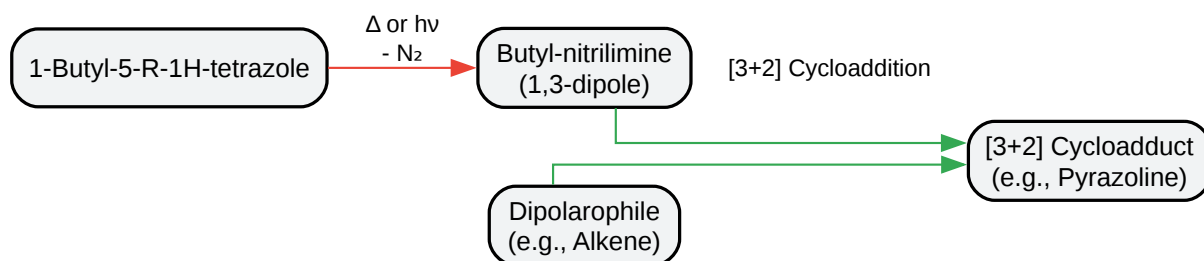 1-Butyl-5-R-1H-tetrazole
Δ or hν
- N₂
Butyl-nitrilimine
(1,3-dipole)
[3+2] Cycloaddition
Dipolarophile
(e.g., Alkene)
[3+2] Cycloadduct
(e.g., Pyrazoline)